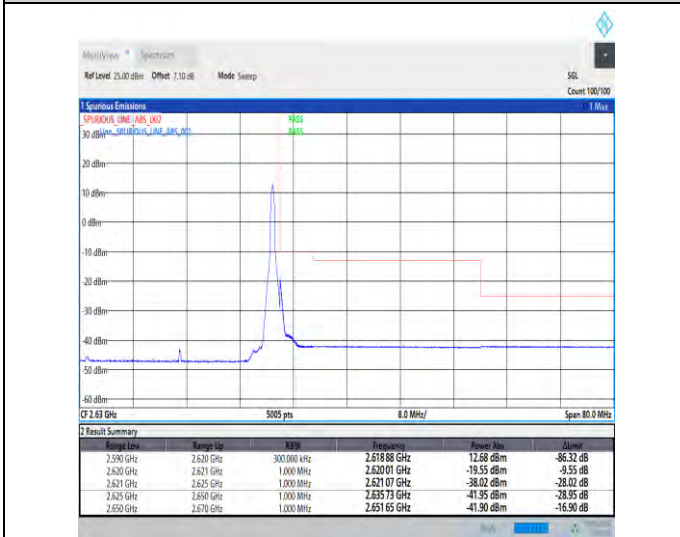 MultiView Spectrum
Ref Level 25.00 dBm Offset 7.10 dB Mode Sweep SGL
Count 100/100
1 Spurious Emissions 1 Max
SPURIOUS_LINE_ABS_002 PASS
30 dBm Line _SPURIOUS_LINE_ABS_002 PASS
20 dBm
10 dBm
0 dBm
-10 dBm
-20 dBm
-30 dBm
-40 dBm
-50 dBm
-60 dBm
CF 2.63 GHz 5005 pts 8.0 MHz/ Span 80.0 MHz
2 Result Summary
Range Low Range Up RBW Frequency Power Abs ΔLimit
2.590 GHz 2.620 GHz 300.000 kHz 2.618 88 GHz 12.68 dBm -86.32 dB
2.620 GHz 2.621 GHz 1.000 MHz 2.620 01 GHz -19.55 dBm -9.55 dB
2.621 GHz 2.625 GHz 1.000 MHz 2.621 07 GHz -38.02 dBm -28.02 dB
2.625 GHz 2.650 GHz 1.000 MHz 2.635 73 GHz -41.95 dBm -28.95 dB
2.650 GHz 2.670 GHz 1.000 MHz 2.651 65 GHz -41.90 dBm -16.90 dB